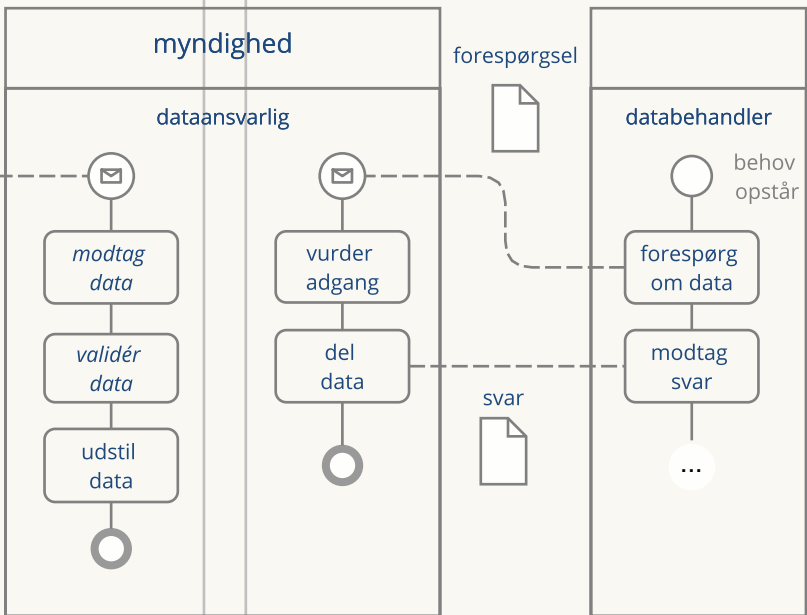 myndighed
forespørgsel
dataansvarlig
databehandler
behov
opstår
modtag
data
vurder
adgang
forespørg
om data
validér
data
del
data
modtag
svar
svar
udstil
data
...